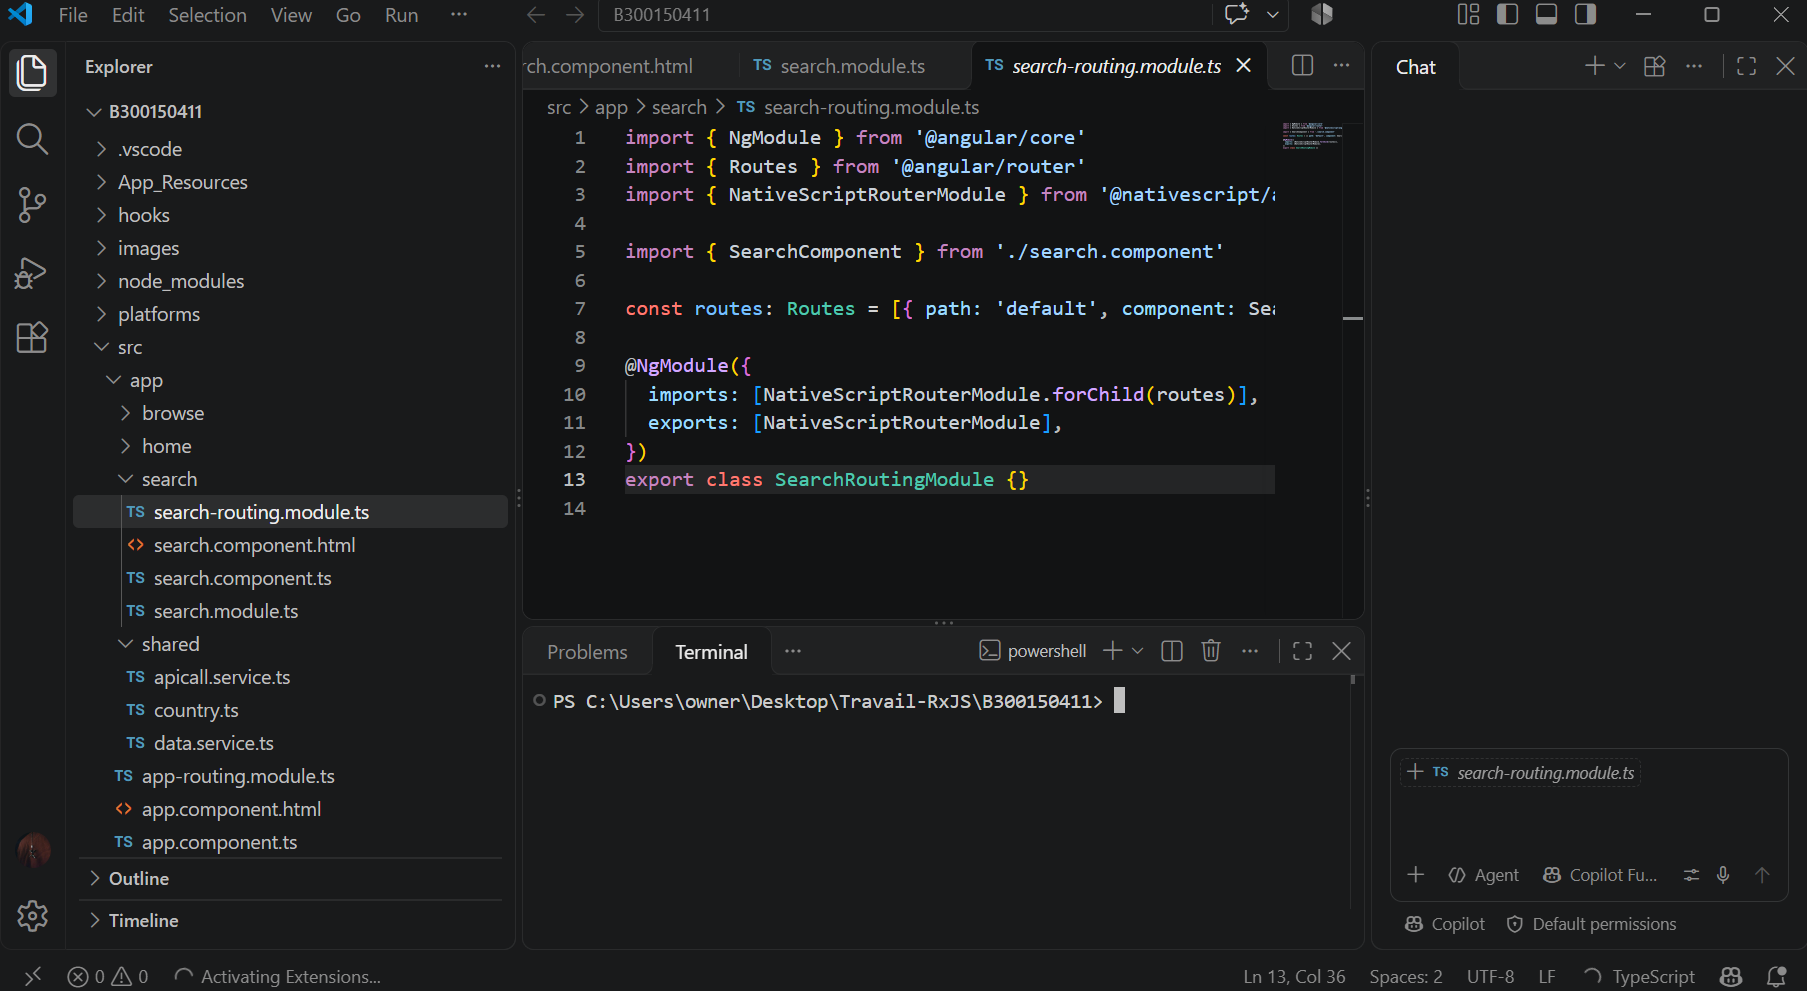 File Edit Selection View Go Run ··· B300150411
Explorer ···
B300150411
.vscode
App_Resources
hooks
images
node_modules
platforms
src
app
browse
home
search
TS search-routing.module.ts
<> search.component.html
TS search.component.ts
TS search.module.ts
shared
TS apicall.service.ts
TS country.ts
TS data.service.ts
TS app-routing.module.ts
<> app.component.html
TS app.component.ts
Outline
Timeline
rch.component.html TS search.module.ts TS search-routing.module.ts ···
src > app > search > TS search-routing.module.ts
1 import { NgModule } from '@angular/core'
2 import { Routes } from '@angular/router'
3 import { NativeScriptRouterModule } from '@nativescript/a
4
5 import { SearchComponent } from './search.component'
6
7 const routes: Routes = [{ path: 'default', component: Sea
8
9 @NgModule({
10 imports: [NativeScriptRouterModule.forChild(routes)],
11 exports: [NativeScriptRouterModule],
12 })
13 export class SearchRoutingModule {}
14
Problems Terminal ··· powershell ···
PS C:\Users\owner\Desktop\Travail-RxJS\B300150411>
Chat ···
+ TS search-routing.module.ts
+ Agent Copilot Fu...
Copilot Default permissions
0 0 Activating Extensions... Ln 13, Col 36 Spaces: 2 UTF-8 LF TypeScript